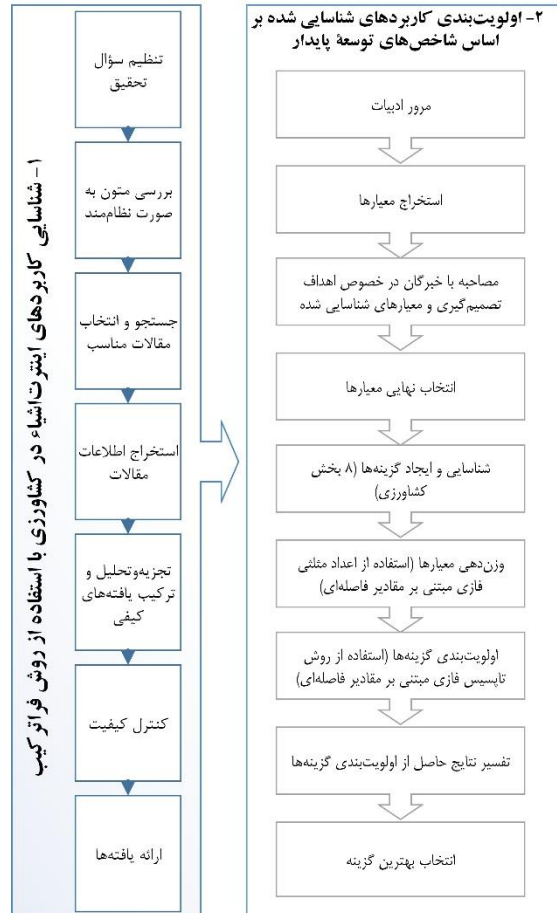 ۱- شناسایی کاربردهای اینترنت‌اشیاء در کشاورزی با استفاده از روش فراترکیب
تنظیم سؤال
تحقیق
بررسی متون به
صورت نظام‌مند
جستجو و انتخاب
مقالات مناسب
استخراج اطلاعات
مقالات
تجزیه‌وتحلیل و
ترکیب یافته‌های
کیفی
کنترل کیفیت
ارائه یافته‌ها
۲- اولویت‌بندی کاربردهای شناسایی شده بر
اساس شاخص‌های توسعهٔ پایدار
مرور ادبیات
استخراج معیارها
مصاحبه با خبرگان در خصوص اهداف
تصمیم‌گیری و معیارهای شناسایی شده
انتخاب نهایی معیارها
شناسایی و ایجاد گزینه‌ها (۸ بخش
کشاورزی)
وزن‌دهی معیارها (استفاده از اعداد مثلثی
فازی مبتنی بر مقادیر فاصله‌ای)
اولویت‌بندی گزینه‌ها (استفاده از روش
تاپسیس فازی مبتنی بر مقادیر فاصله‌ای)
تفسیر نتایج حاصل از اولویت‌بندی گزینه‌ها
انتخاب بهترین گزینه